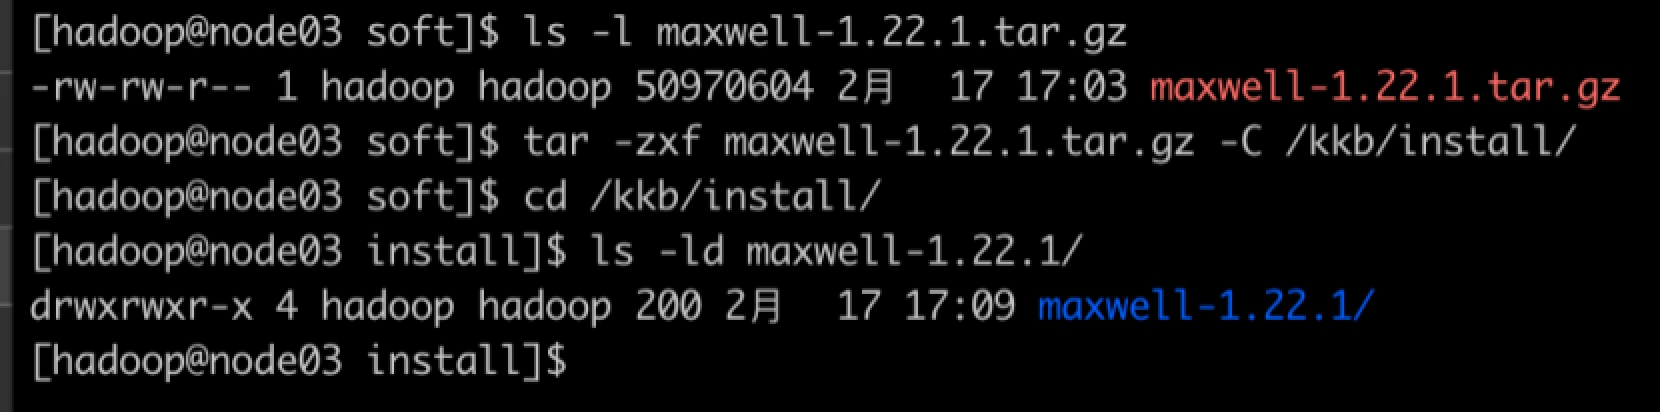 [hadoop@node03 soft]$ ls -l maxwell-1.22.1.tar.gz
-rw-rw-r-- 1 hadoop hadoop 50970604 2月  17 17:03 maxwell-1.22.1.tar.gz
[hadoop@node03 soft]$ tar -zxf maxwell-1.22.1.tar.gz -C /kkb/install/
[hadoop@node03 soft]$ cd /kkb/install/
[hadoop@node03 install]$ ls -ld maxwell-1.22.1/
drwxrwxr-x 4 hadoop hadoop 200 2月  17 17:09 maxwell-1.22.1/
[hadoop@node03 install]$